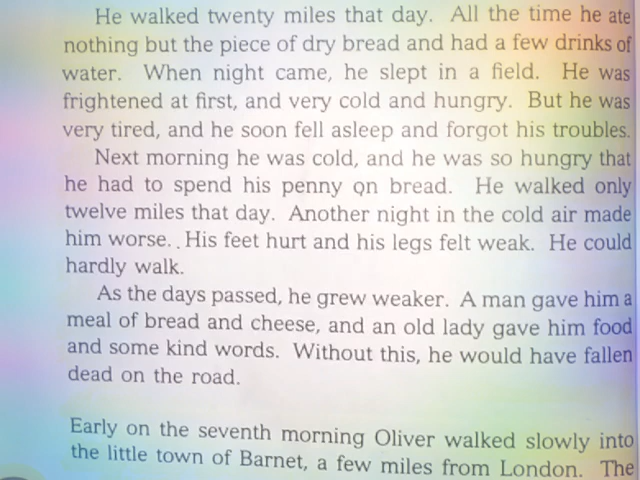 He walked twenty miles that day. All the time he ate
nothing but the piece of dry bread and had a few drinks of
water. When night came, he slept in a field. He was
frightened at first, and very cold and hungry. But he was
very tired, and he soon fell asleep and forgot his troubles.
Next morning he was cold, and he was so hungry that
he had to spend his penny on bread. He walked only
twelve miles that day. Another night in the cold air made
him worse. His feet hurt and his legs felt weak. He could
hardly walk.
As the days passed, he grew weaker. A man gave him a
meal of bread and cheese, and an old lady gave him food
and some kind words. Without this, he would have fallen
dead on the road.
Early on the seventh morning Oliver walked slowly into
the little town of Barnet, a few miles from London. The